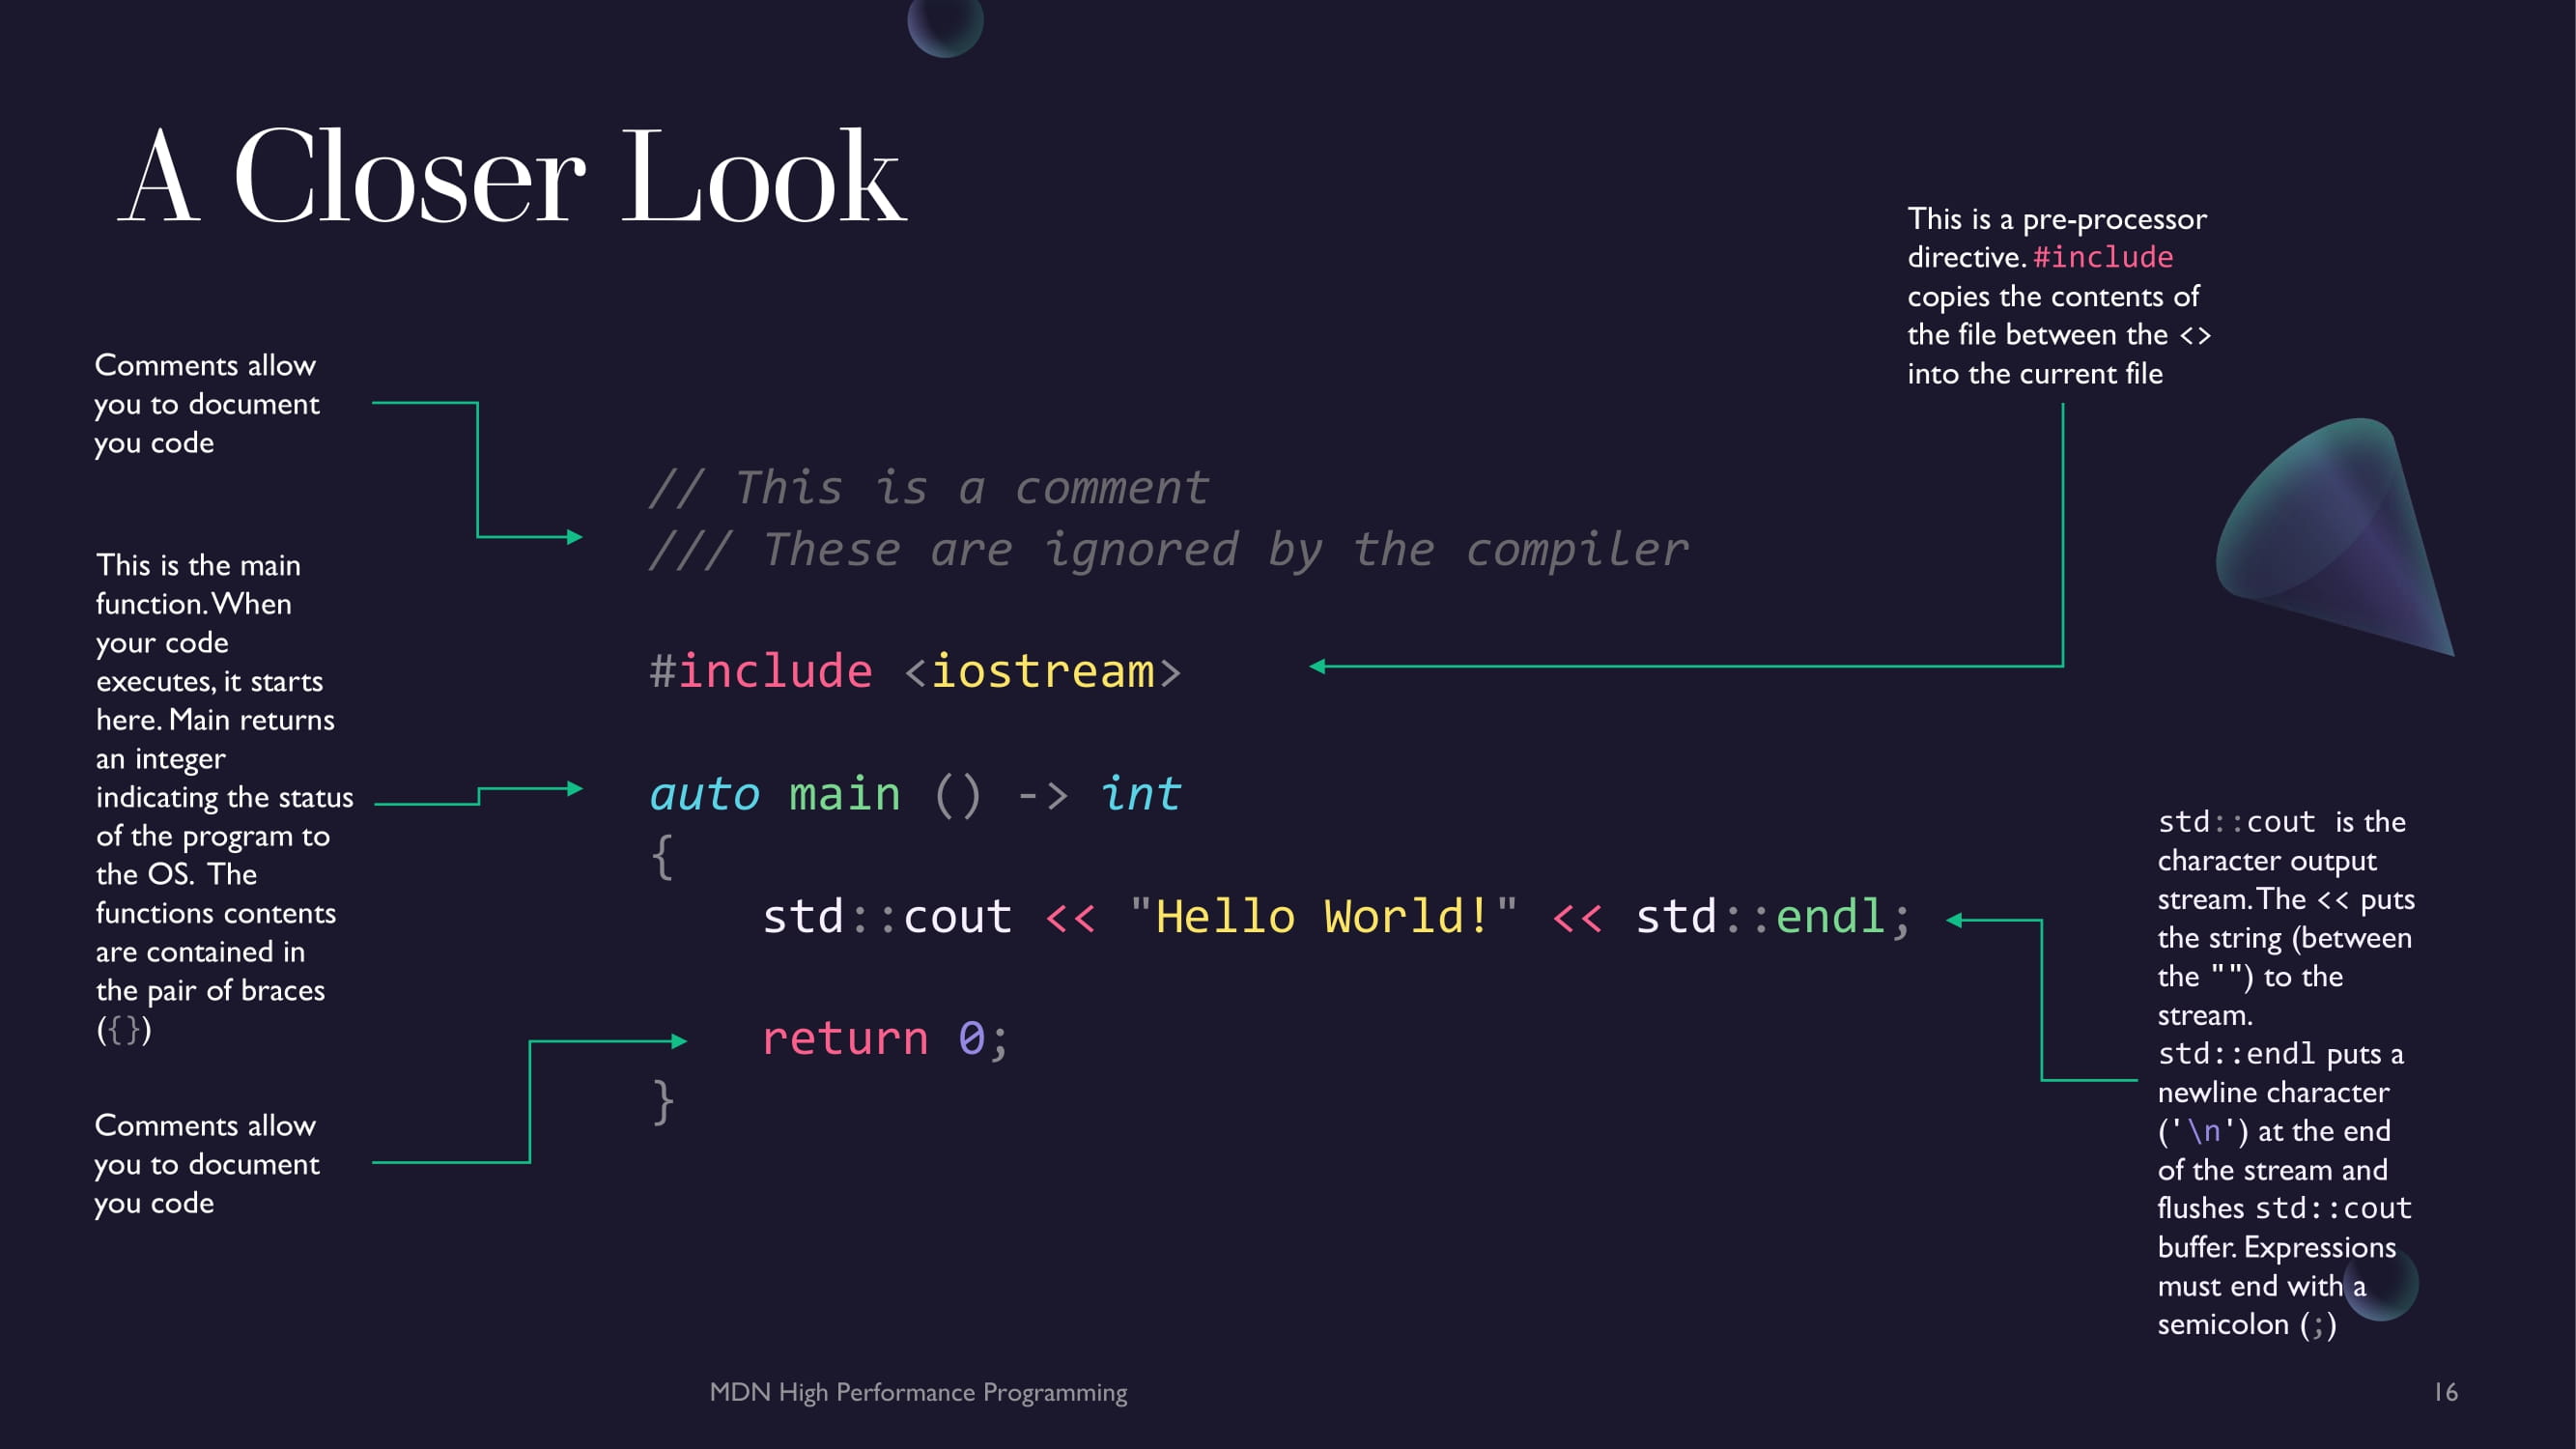 A Closer Look
This is a pre-processor
directive. #include
copies the contents of
the file between the <>
into the current file
Comments allow
you to document
you code
This is the main
function. When
your code
executes, it starts
here. Main returns
an integer
indicating the status
of the program to
the OS. The
functions contents
are contained in
the pair of braces
({})
Comments allow
you to document
you code
// This is a comment
/// These are ignored by the compiler
#include <iostream>
auto main () -> int
{
std::cout << "Hello World!" << std::endl;
return 0;
}
std::cout is the
character output
stream. The << puts
the string (between
the "") to the
stream.
std::endl puts a
newline character
('\n') at the end
of the stream and
flushes std::cout
buffer. Expressions
must end with a
semicolon (;)
MDN High Performance Programming
16